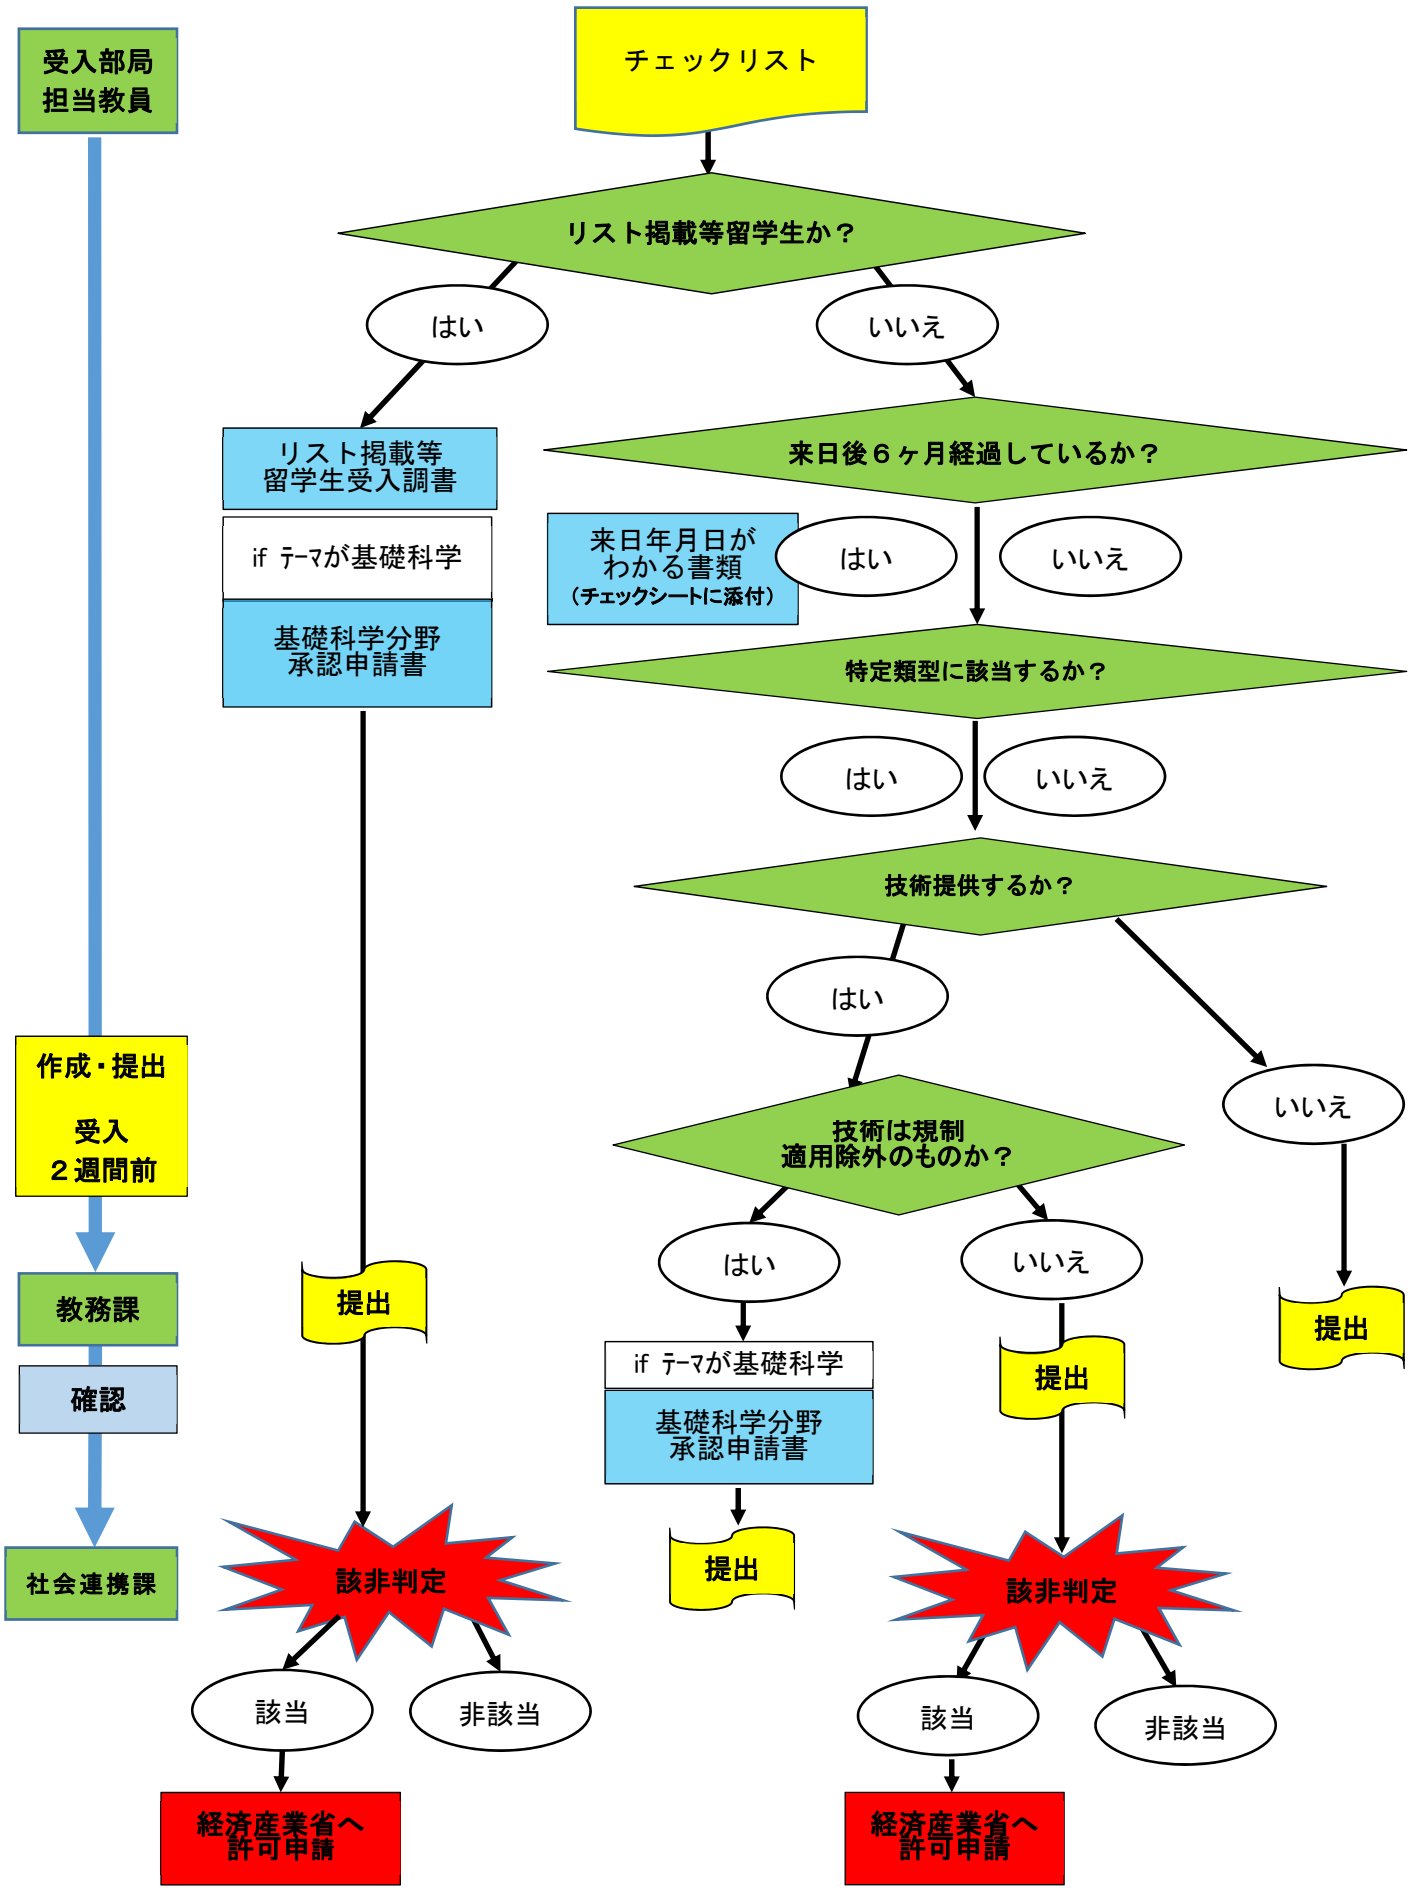 受入部局
担当教員
チェックリスト
リスト掲載等留学生か？
はい
いいえ
リスト掲載等
留学生受入調書
if テーマが基礎科学
基礎科学分野
承認申請書
来日後６ヶ月経過しているか？
来日年月日が
わかる書類
（チェックシートに添付）
はい
いいえ
特定類型に該当するか？
はい
いいえ
技術提供するか？
はい
いいえ
技術は規制
適用除外のものか？
はい
いいえ
if テーマが基礎科学
基礎科学分野
承認申請書
提出
提出
提出
提出
作成・提出
受入
２週間前
教務課
確認
社会連携課
該非判定
該当
非該当
経済産業省へ
許可申請
該非判定
該当
非該当
経済産業省へ
許可申請